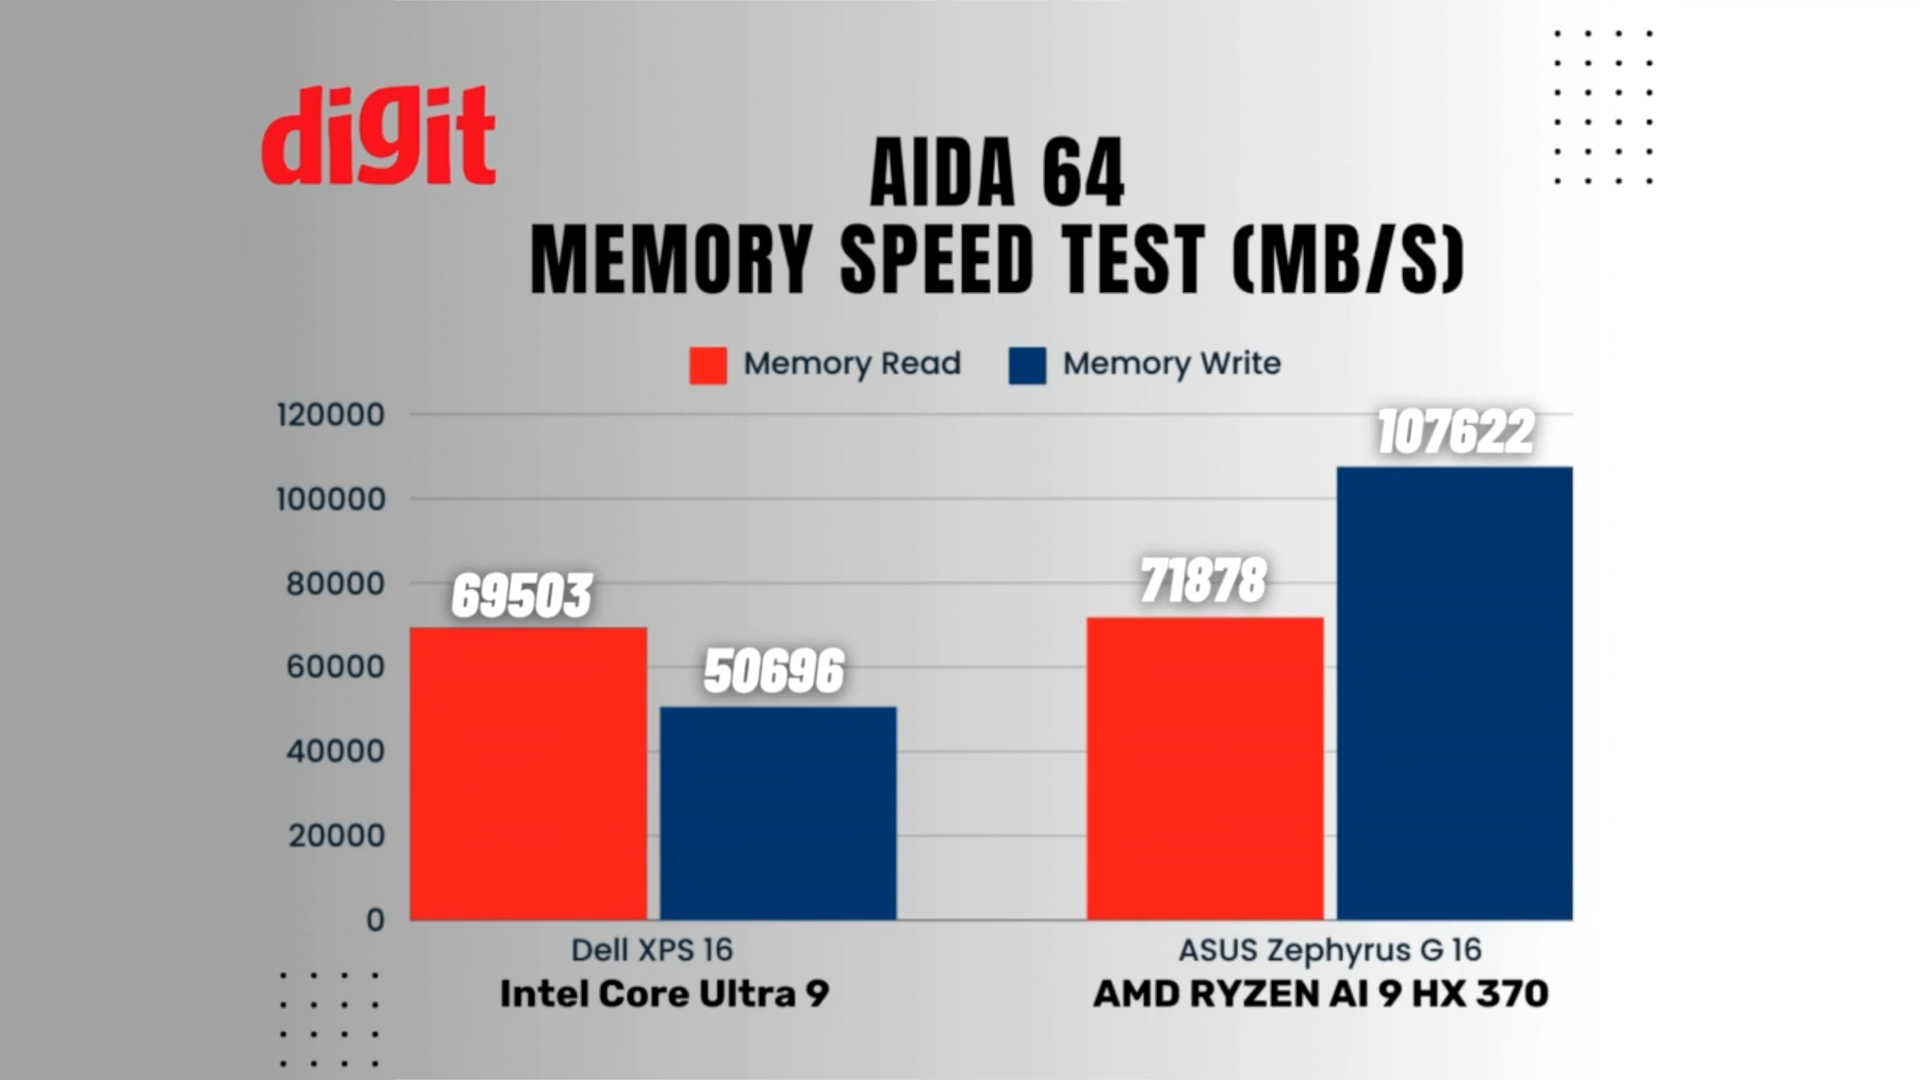 digit
AIDA 64
MEMORY SPEED TEST (MB/S)
Memory Read
Memory Write
120000
100000
80000
60000
40000
20000
0
69503
50696
71878
107622
Dell XPS 16
Intel Core Ultra 9
ASUS Zephyrus G 16
AMD RYZEN AI 9 HX 370